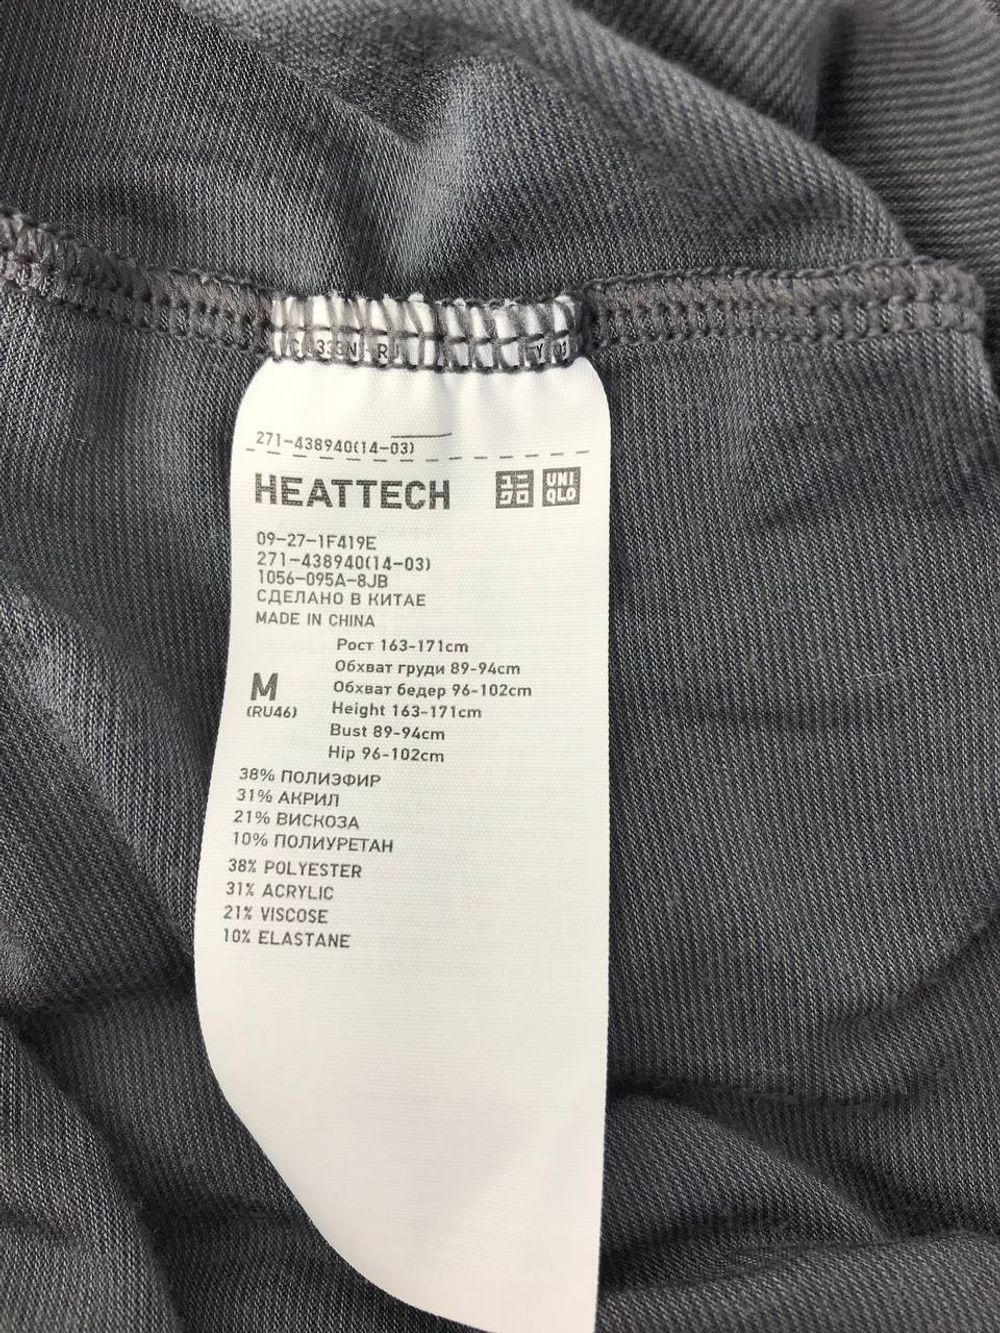 271-438940(14-03)
HEATTECH ユニクロ UNIQLO
09-27-1F419E
271-438940(14-03)
1056-095A-8JB
СДЕЛАНО В КИТАЕ
MADE IN CHINA
Рост 163-171cm
Обхват груди 89-94cm
M
Обхват бедер 96-102cm
(RU46)
Height 163-171cm
Bust 89-94cm
Hip 96-102cm
38% ПОЛИЭФИР
31% АКРИЛ
21% ВИСКОЗА
10% ПОЛИУРЕТАН
38% POLYESTER
31% ACRYLIC
21% VISCOSE
10% ELASTANE